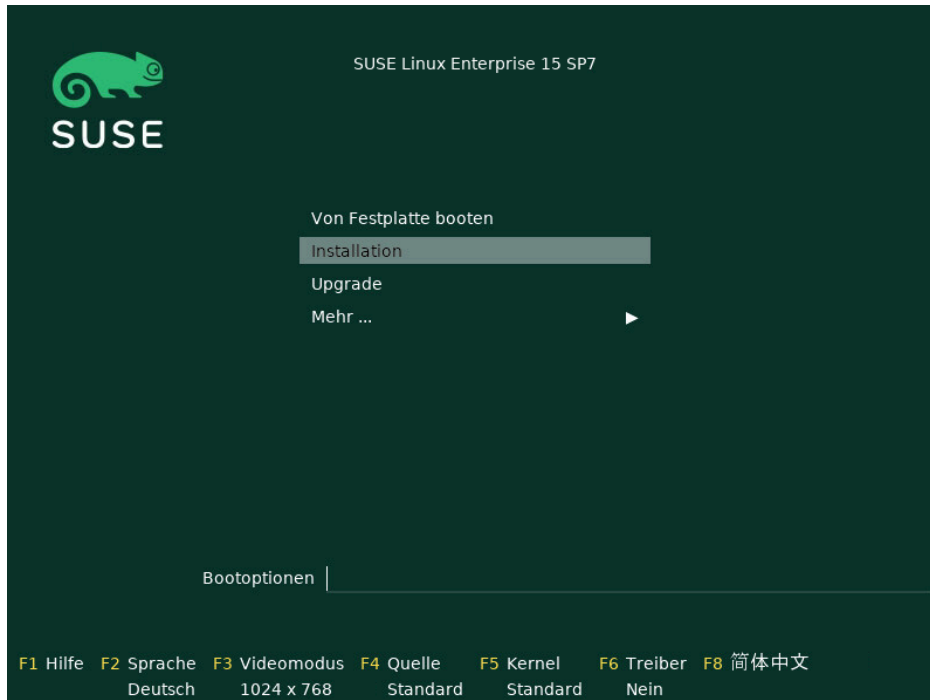 SUSE Linux Enterprise 15 SP7
SUSE
Von Festplatte booten
Installation
Upgrade
Mehr ...
Bootoptionen
F1 Hilfe F2 Sprache F3 Videomodus F4 Quelle F5 Kernel F6 Treiber F8 简体中文
Deutsch 1024 x 768 Standard Standard Nein